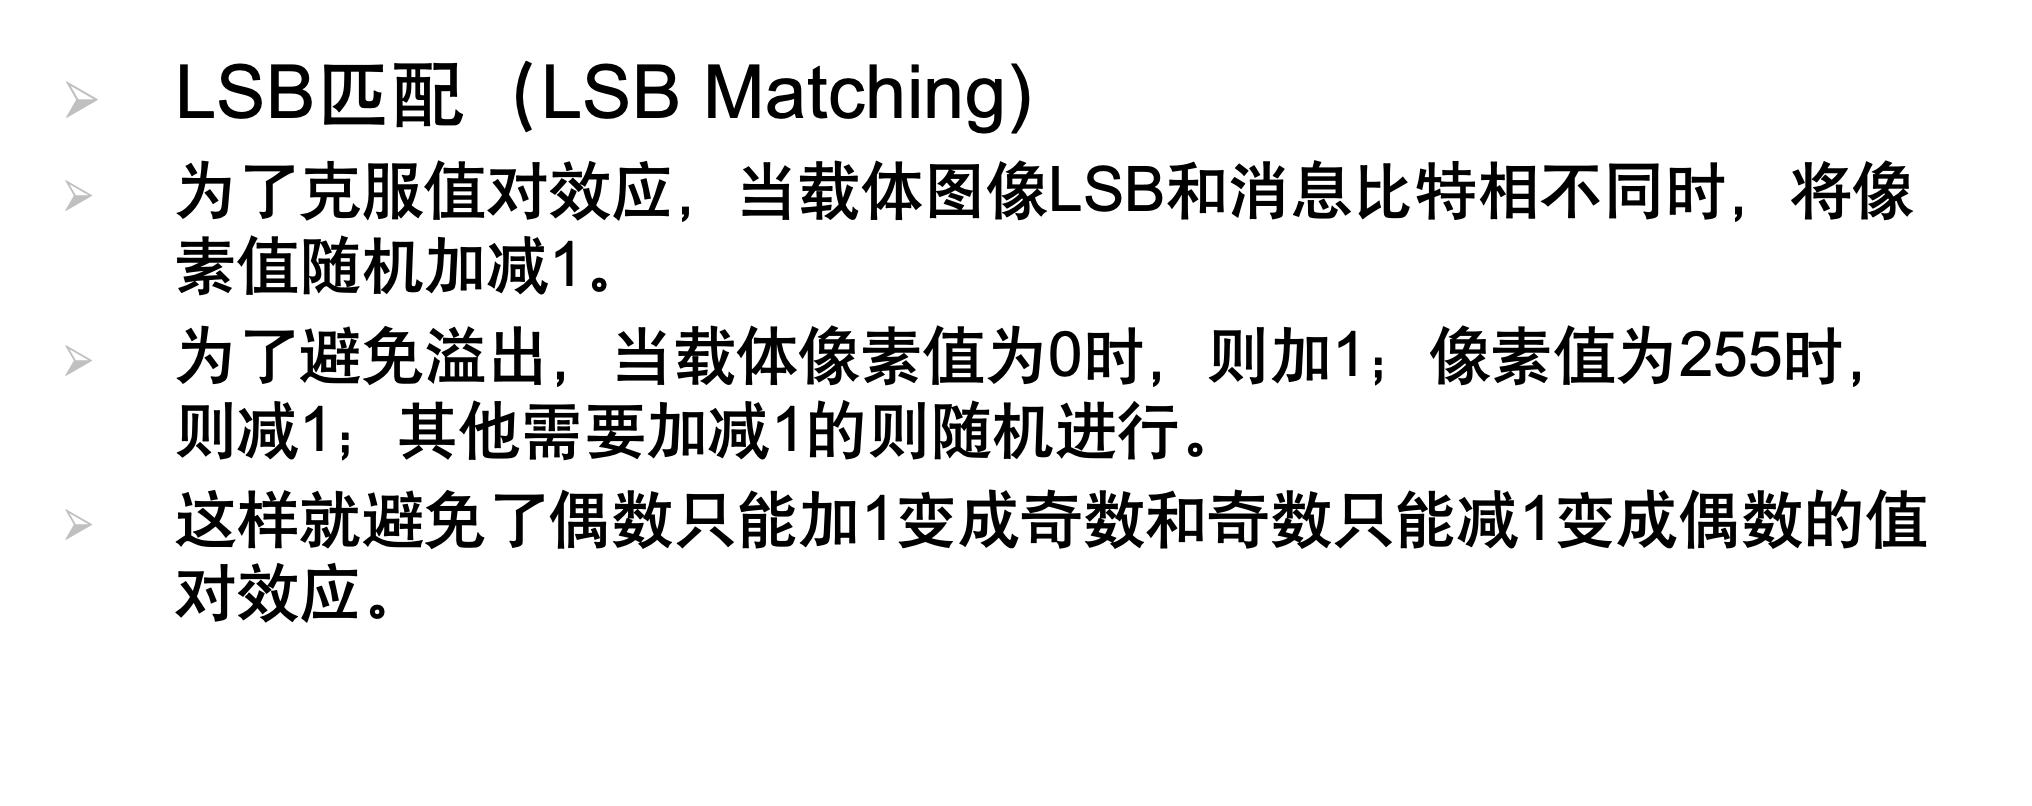 LSB匹配（LSB Matching）
为了克服值对效应，当载体图像LSB和消息比特相不同时，将像
素值随机加减1。
为了避免溢出，当载体像素值为0时，则加1；像素值为255时，
则减1；其他需要加减1的则随机进行。
这样就避免了偶数只能加1变成奇数和奇数只能减1变成偶数的值
对效应。